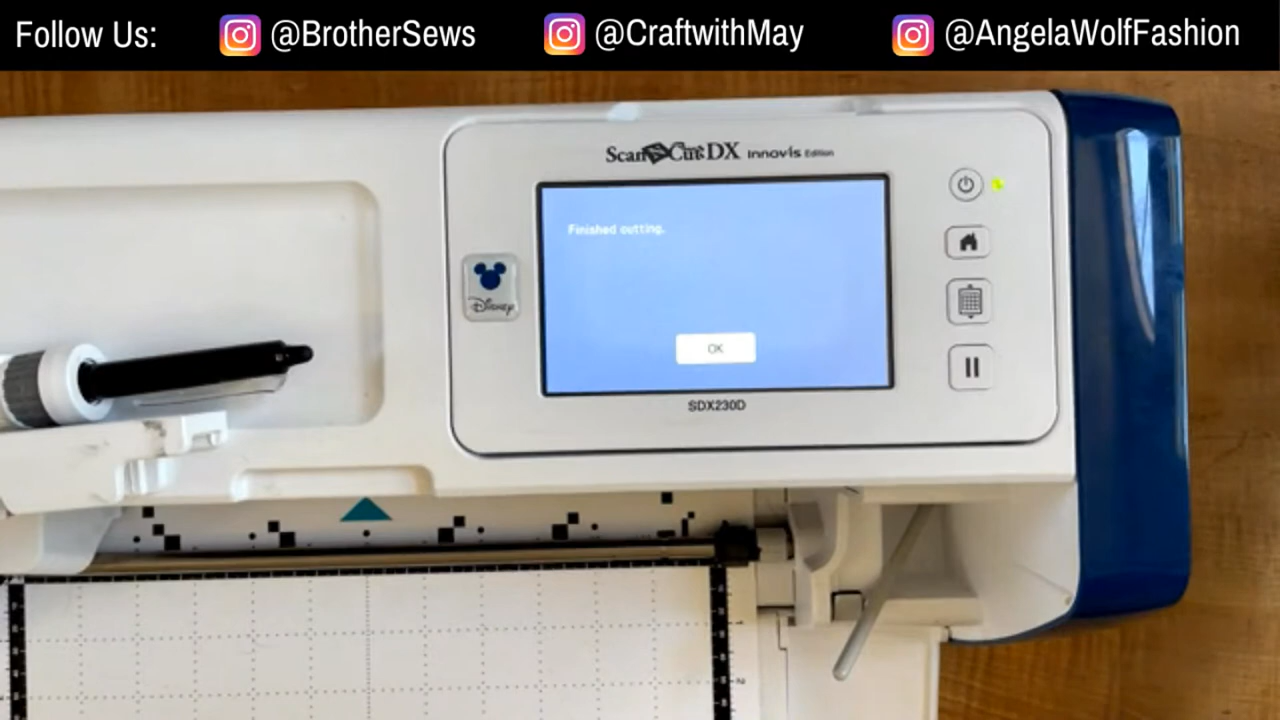 Follow Us: @BrotherSews @CraftwithMay @AngelaWolfFashion
ScanNCut DX Innovis Edition
Finished cutting.
Disney
OK
SDX230D